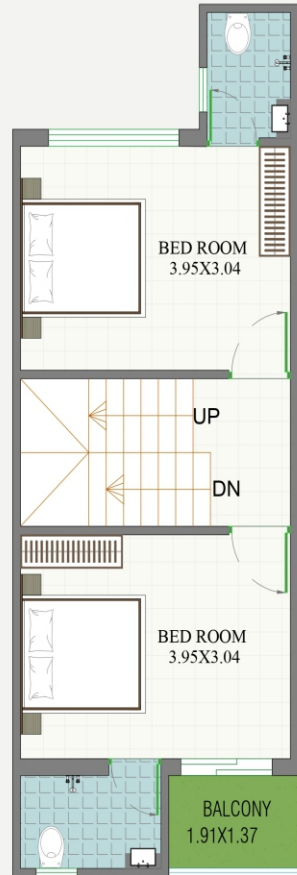 BED ROOM
3.95X3.04
UP
DN
BED ROOM
3.95X3.04
BALCONY
1.91X1.37